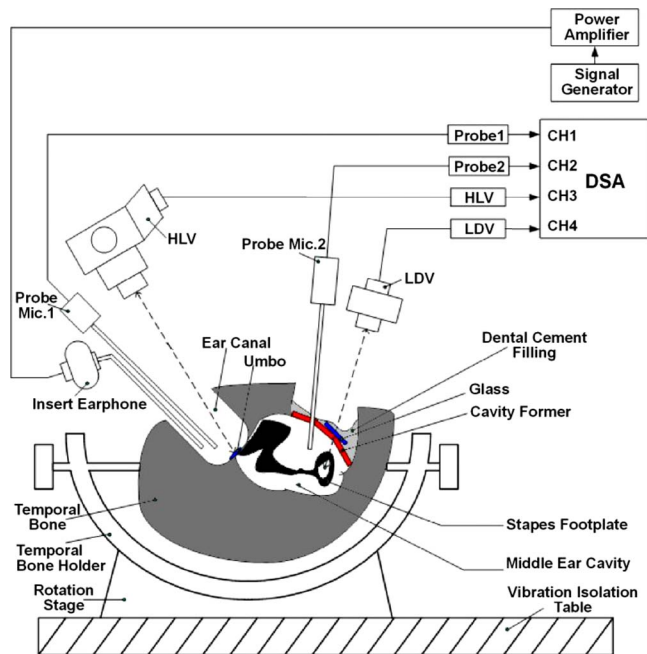 Power
Amplifier
Signal
Generator
Probe1
CH1
Probe2
CH2
DSA
HLV
CH3
LDV
CH4
HLV
Probe Mic.2
LDV
Probe
Mic.1
Ear Canal
Umbo
Dental Cement
Filling
Glass
Cavity Former
Insert Earphone
Temporal
Bone
Stapes Footplate
Temporal
Bone Holder
Middle Ear Cavity
Rotation
Stage
Vibration Isolation
Table